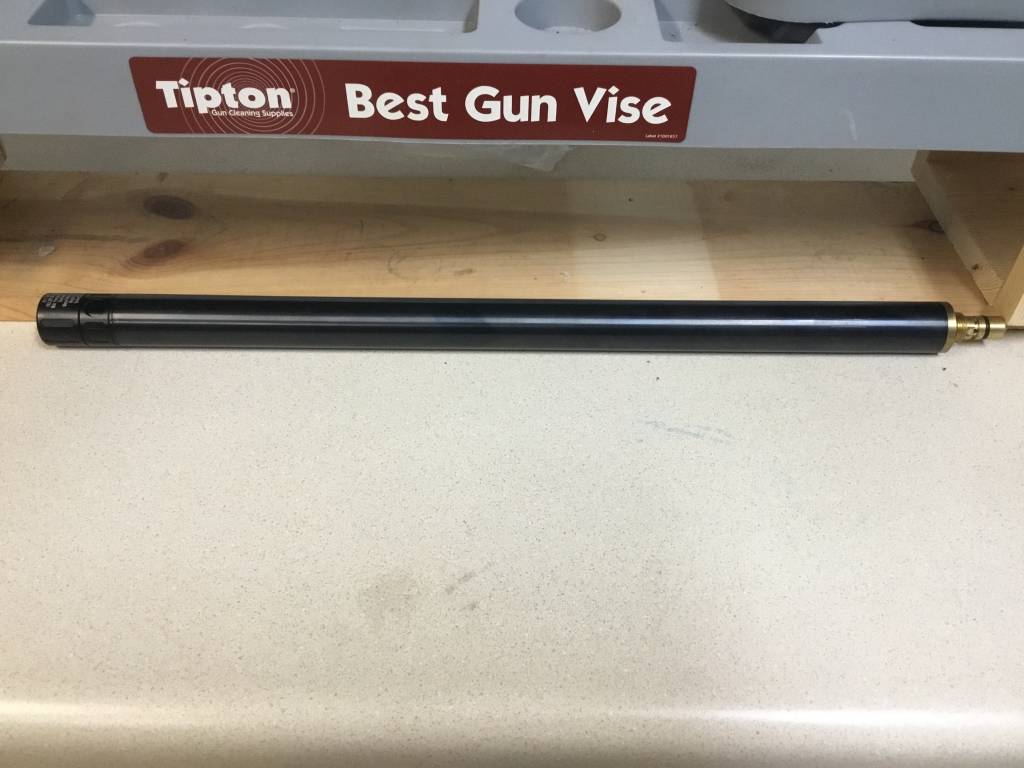 Tipton®
Gun Cleaning Supplies
Best Gun Vise